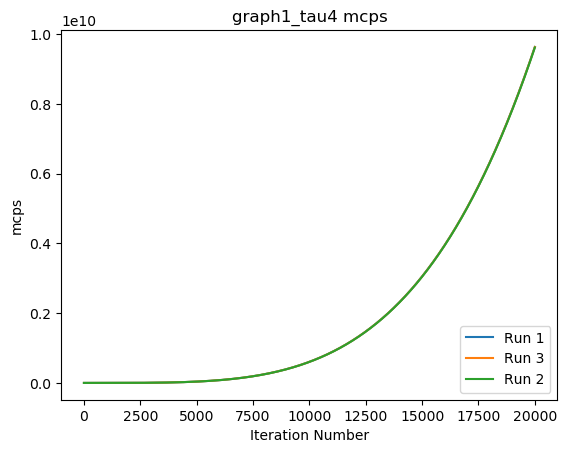 graph1_tau4 mcps
1e10
1.0
0.8
0.6
0.4
0.2
0.0
mcps
0 2500 5000 7500 10000 12500 15000 17500 20000
Iteration Number
Run 1
Run 3
Run 2